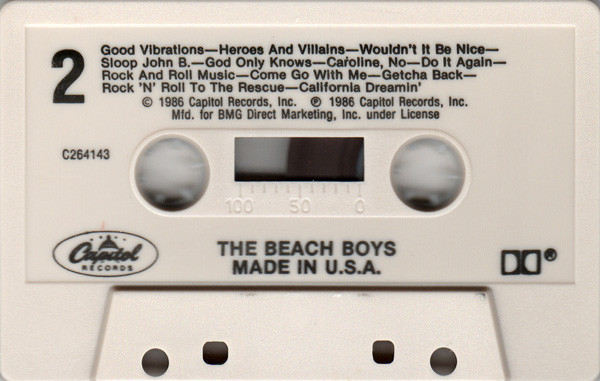 2
Good Vibrations—Heroes And Villains—Wouldn't It Be Nice—
Sloop John B.—God Only Knows—Caroline, No—Do It Again—
Rock And Roll Music—Come Go With Me—Getcha Back—
Rock 'N' Roll To The Rescue—California Dreamin'
© 1986 Capitol Records, Inc. ℗ 1986 Capitol Records, Inc.
Mfd. for BMG Direct Marketing, Inc. under License
C264143
100 50 0
Capitol
RECORDS
THE BEACH BOYS
MADE IN U.S.A.
®